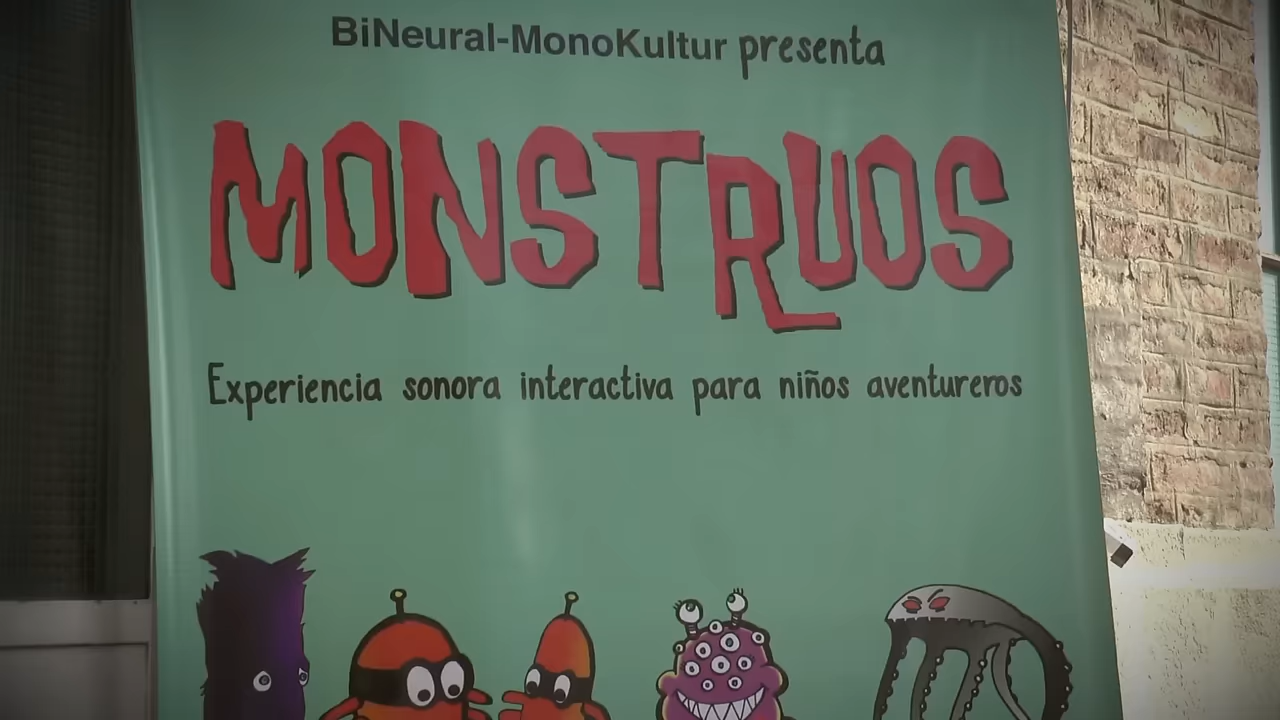 BiNeural-MonoKultur presenta
MONSTRUOS
Experiencia sonora interactiva para niños aventureros